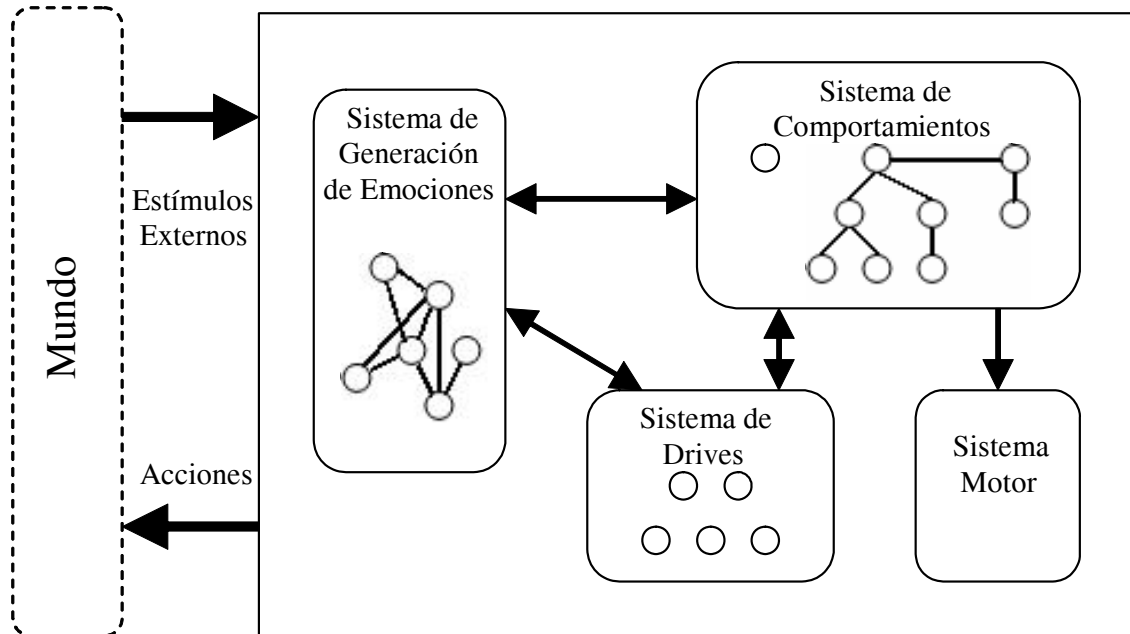 Mundo
Estímulos
Externos
Acciones
Sistema de
Generación
de Emociones
Sistema de
Comportamientos
Sistema de
Drives
Sistema
Motor